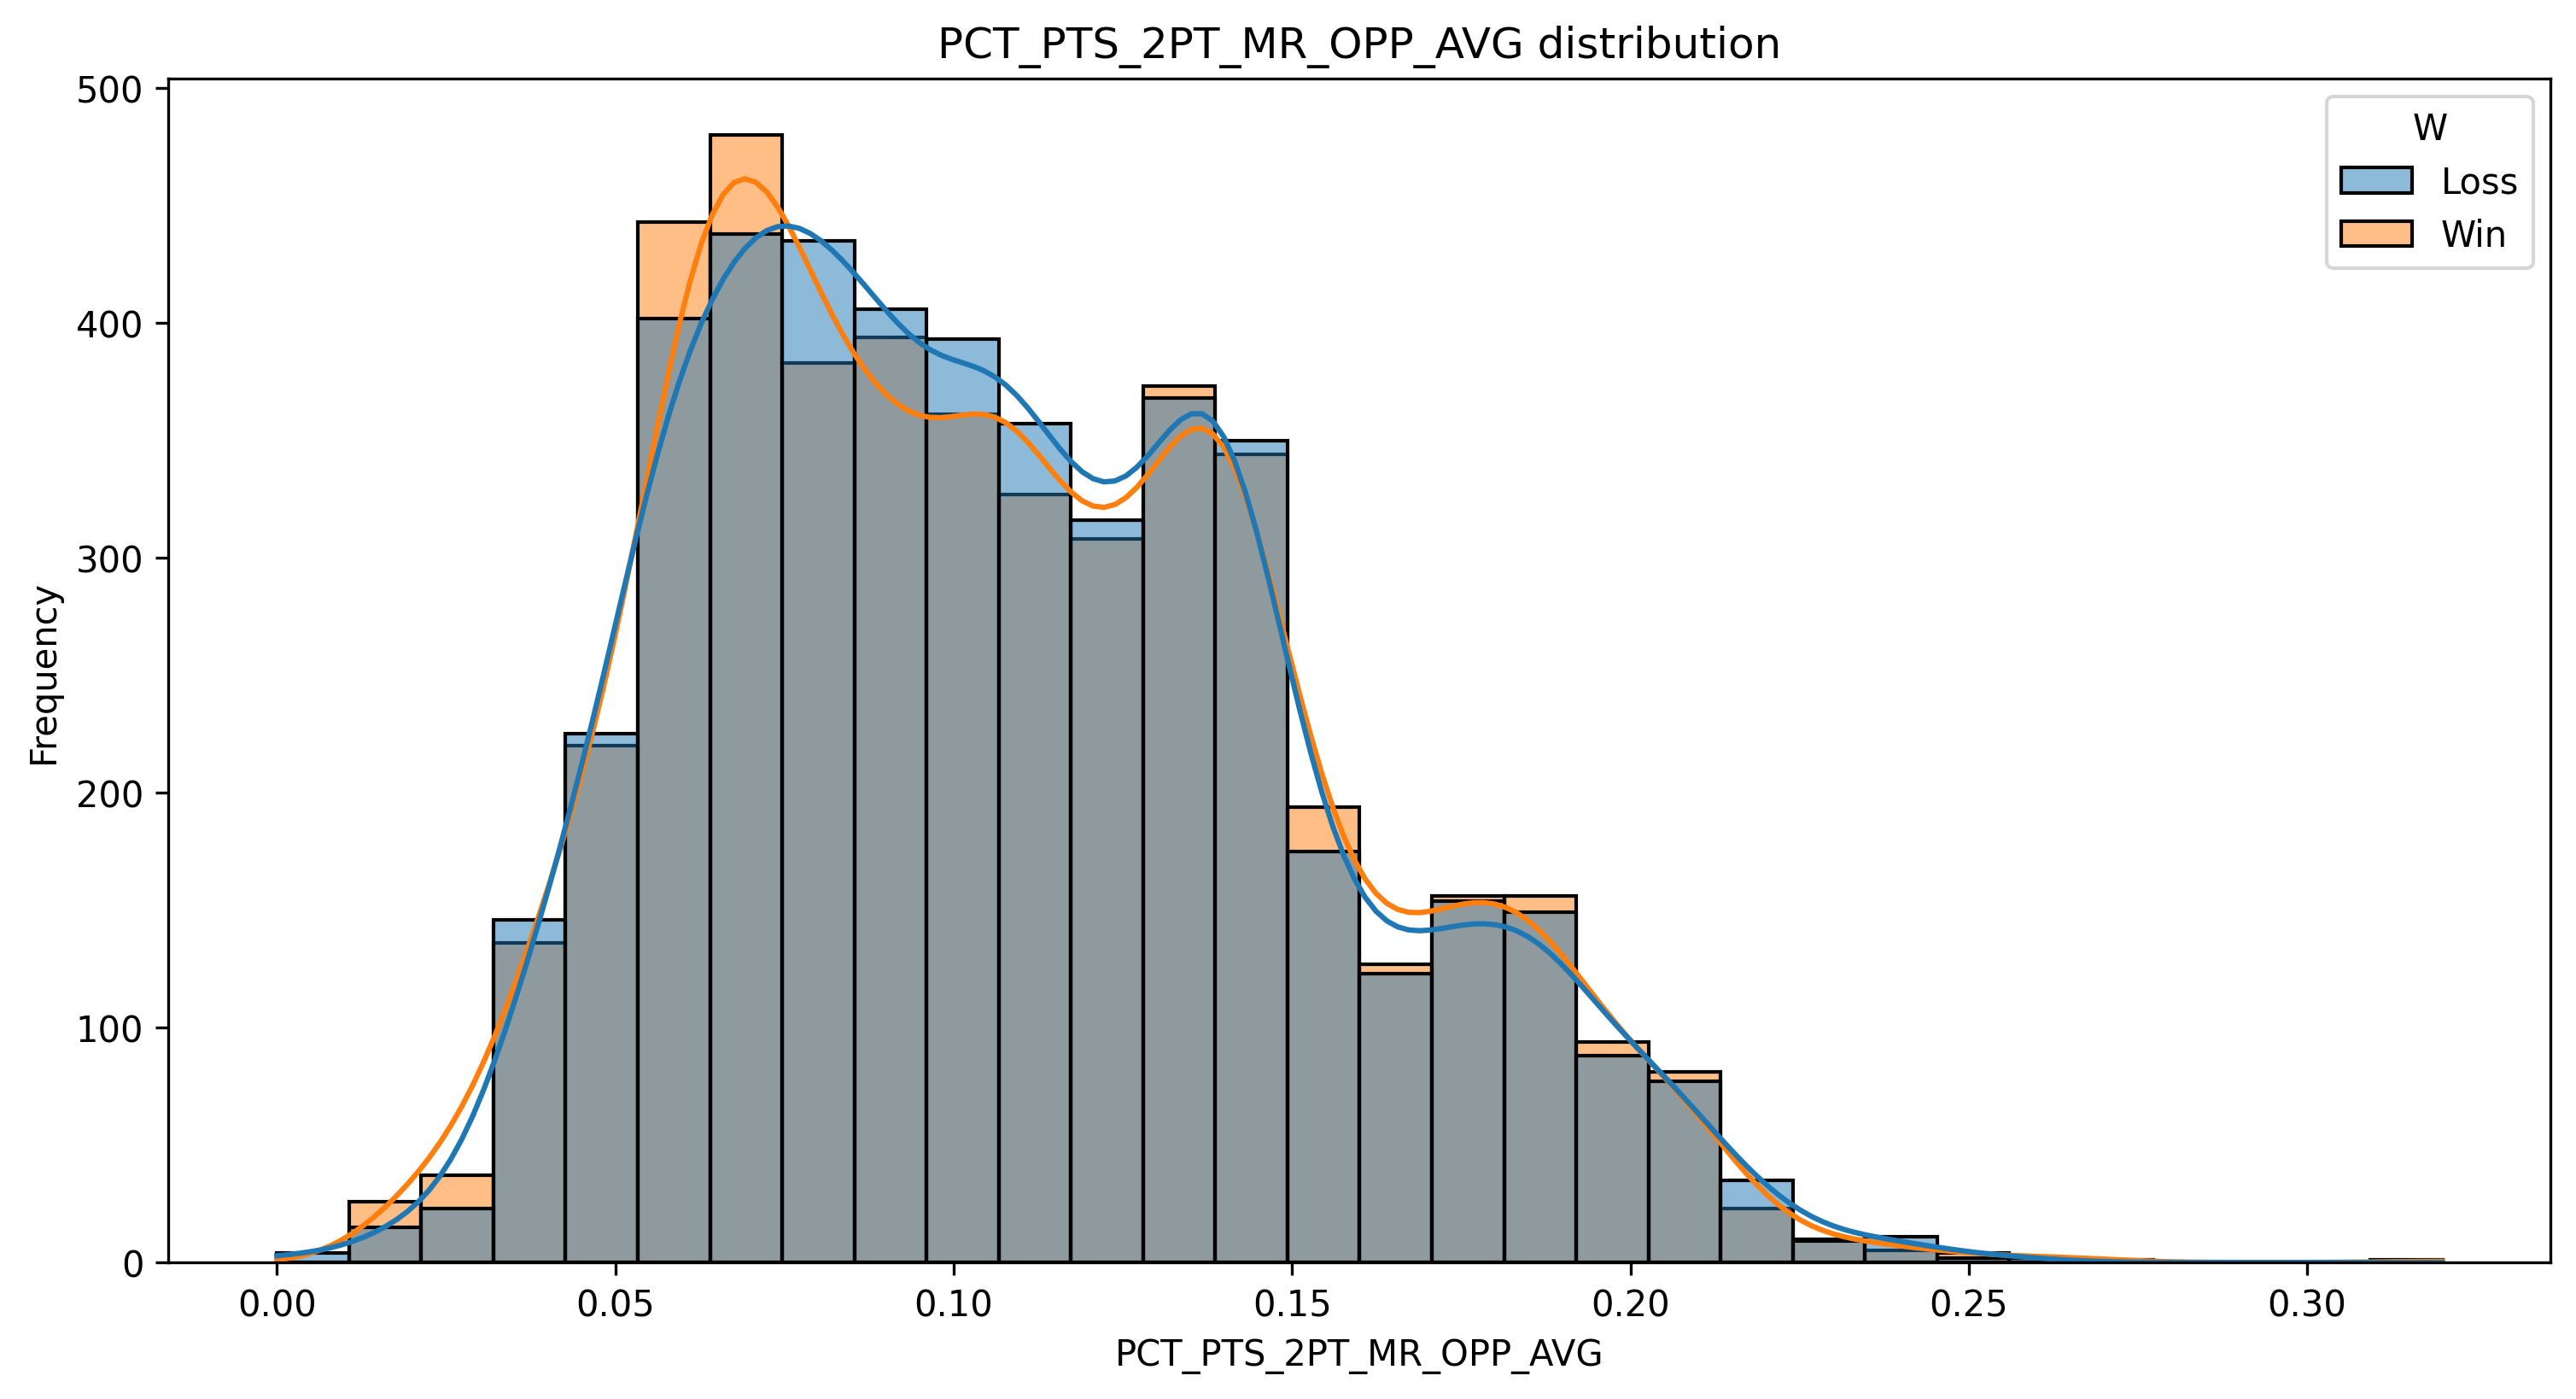 PCT_PTS_2PT_MR_OPP_AVG distribution
500
400
300
200
100
0
Frequency
W
Loss
Win
0.00 0.05 0.10 0.15 0.20 0.25 0.30
PCT_PTS_2PT_MR_OPP_AVG